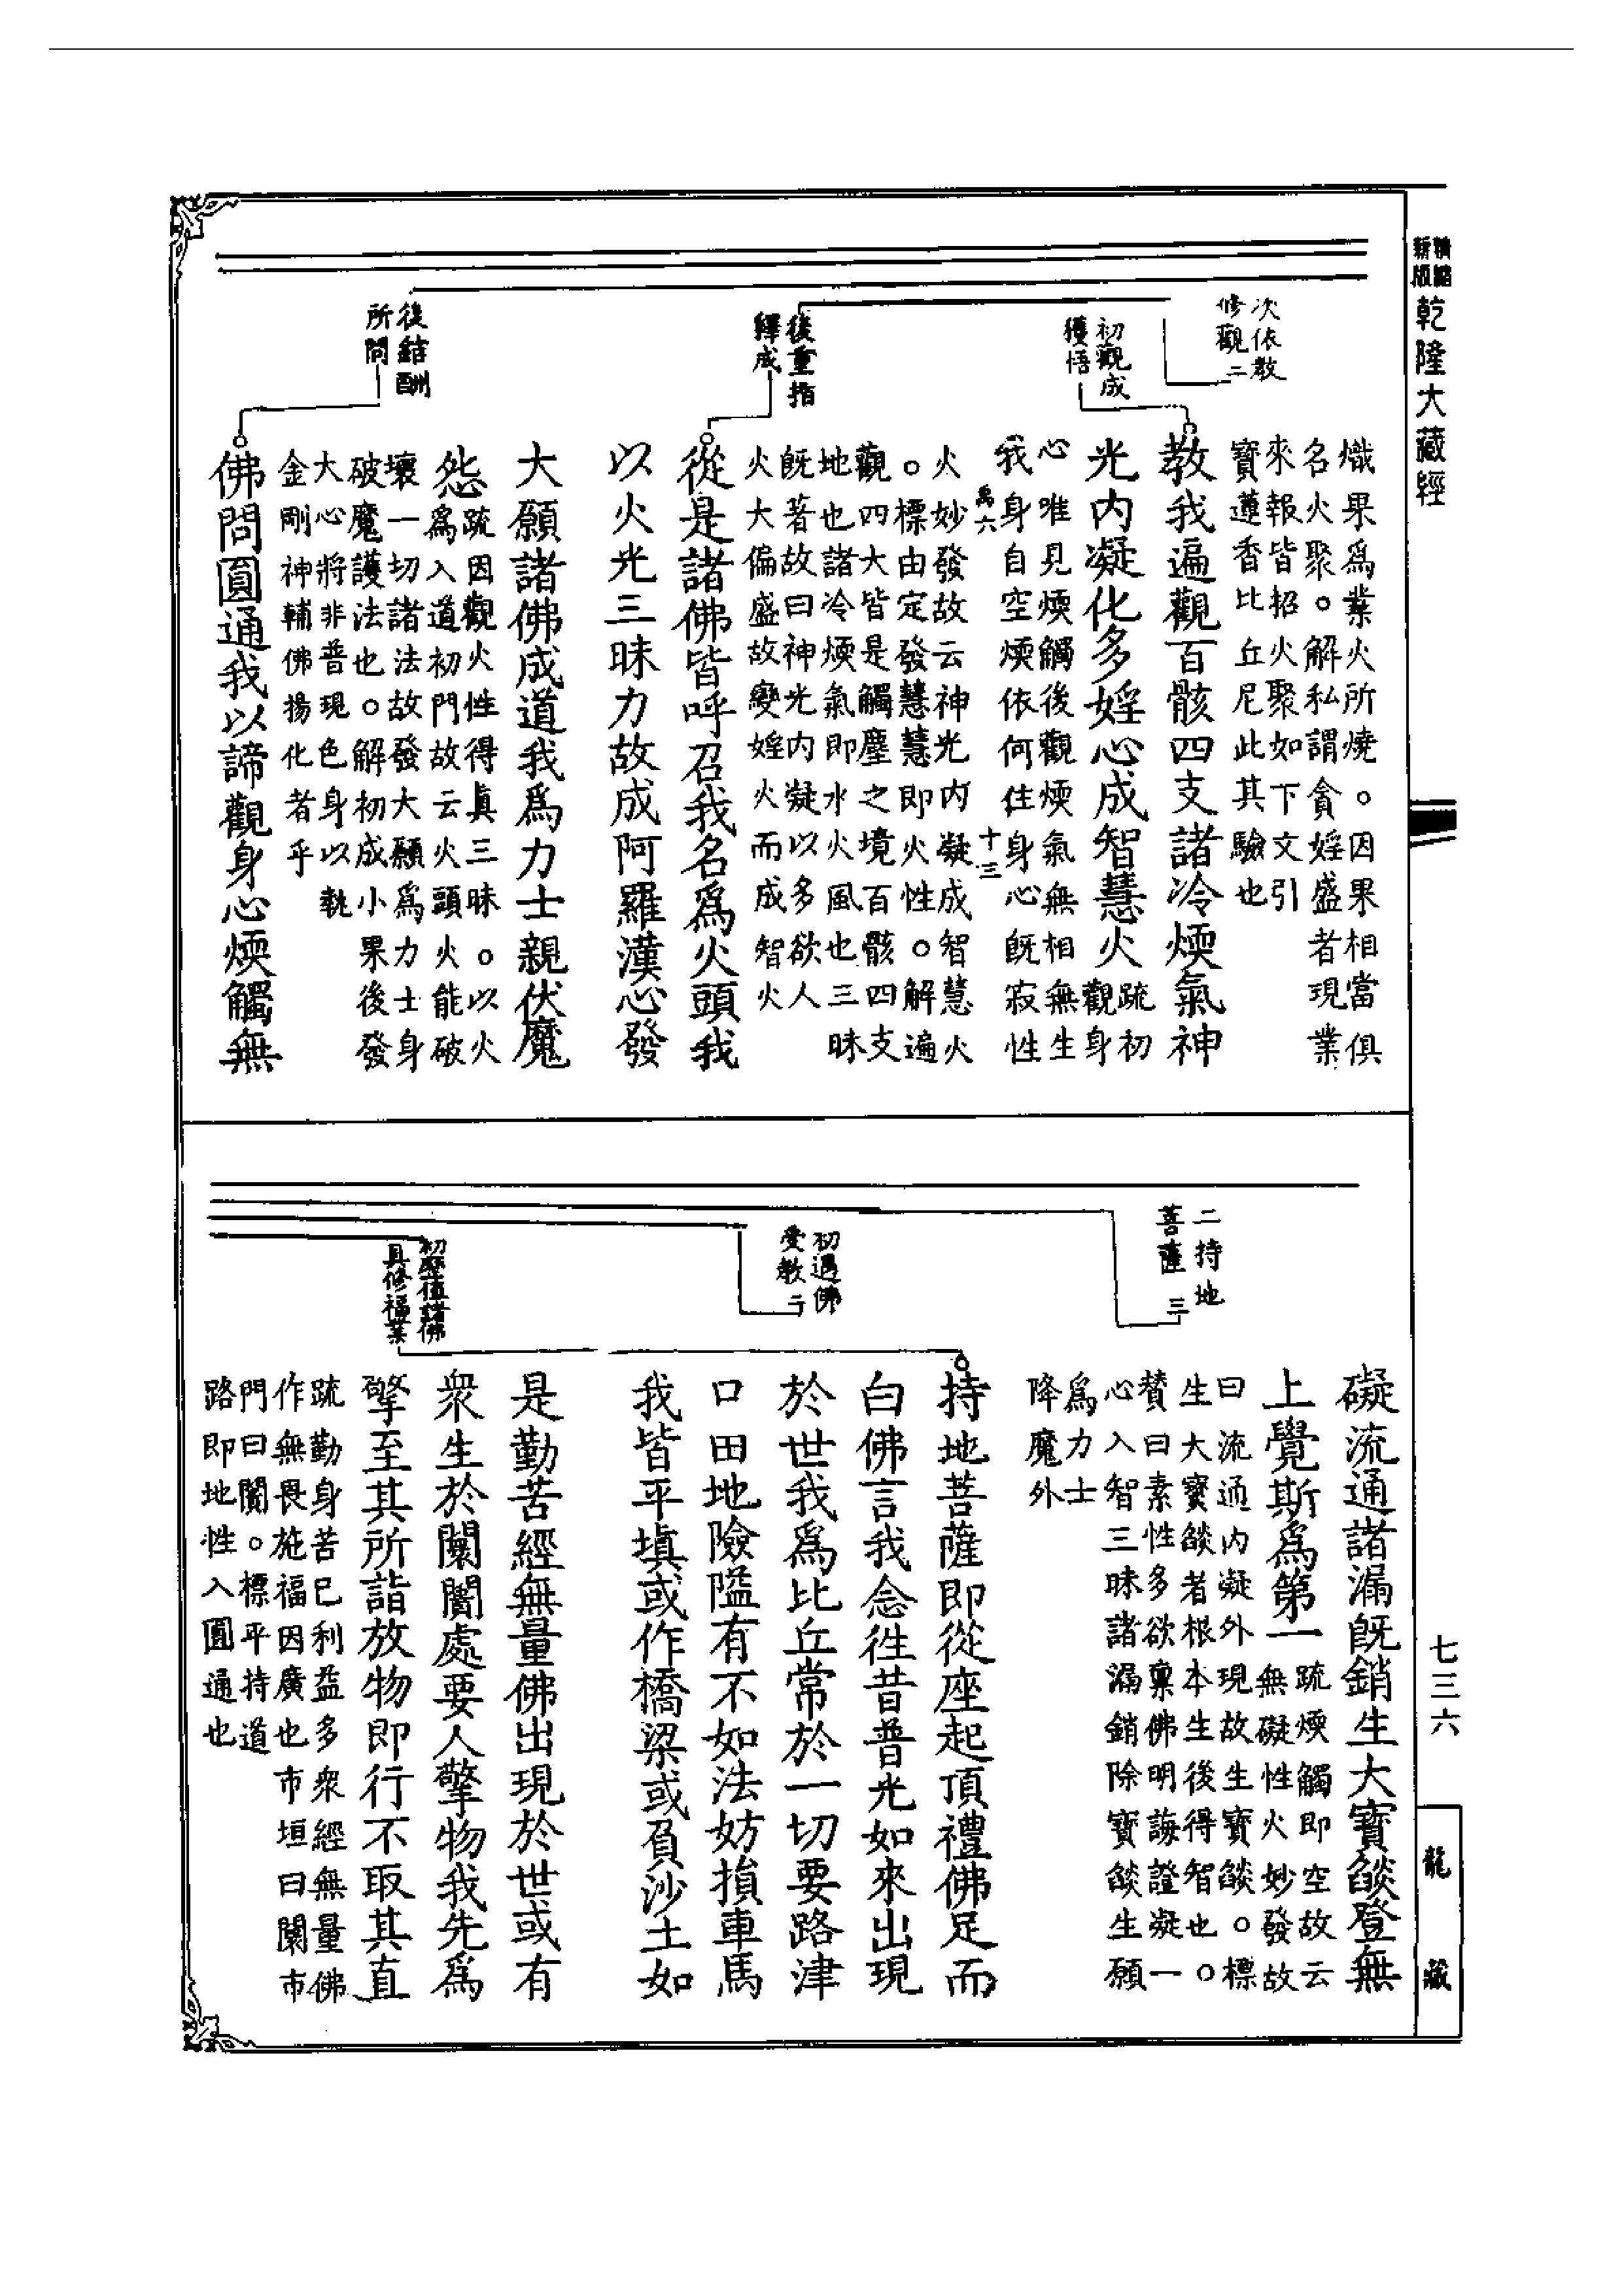 精縮
新版
乾隆大藏經
七三六
龍藏
次依教
修觀二
初觀成
獲悟
後重指
釋成
後結酬
所問
熾果爲業火所燒。因果相當俱
名火聚。解私謂貪婬盛者現業
來報皆招火聚如下文引
寶蓮香比丘尼此其驗也
教我遍觀百骸四支諸冷煖氣神
光内凝化多婬心成智慧火
疏初
觀身
心唯見煖觸後觀煖氣無相無生
我身自空煖依何住身心既寂性
禹六
十三
火妙發故云神光内凝成智慧火
。標由定發慧慧即火性。解遍
觀四大皆是觸塵之境百骸四支
地也諸冷煖氣即水火風也三昧
既著故曰神光内凝以多欲人
火大偏盛故變婬火而成智火
從是諸佛皆呼召我名爲火頭我
以火光三昧力故成阿羅漢心發
大願諸佛成道我爲力士親伏魔
怨
疏因觀火性得眞三昧。以火
爲入道初門故云火頭火能破
壞一切諸法故發大願爲力士身
破魔護法也。解初成小果後發
大心將非普現色身以執
金剛神輔佛揚化者乎
佛問圓通我以諦觀身心煖觸無
二持地
菩薩三
初遇佛
受教二
初歷值諸佛
具修福業
礙流通諸漏既銷生大寶燄登無
上覺斯爲第一
疏煖觸即空故云
無礙性火妙發故
曰流通内凝外現故生寶燄。標
生大寶燄者根本生後得智也。
賛曰素性多欲稟佛明誨證凝一
心入智三昧諸漏銷除寶燄生願
爲力士
降魔外
持地菩薩即從座起頂禮佛足而
白佛言我念徃昔普光如來出現
於世我爲比丘常於一切要路津
口田地險隘有不如法妨損車馬
我皆平填或作橋梁或負沙土如
是勤苦經無量佛出現於世或有
衆生於闤闠處要人擎物我先爲
擎至其所詣放物即行不取其直
疏勤身苦已利益多衆經無量佛
作無畏施福因廣也市垣曰闤市
門曰闠。標平持道
路即地性入圓通也